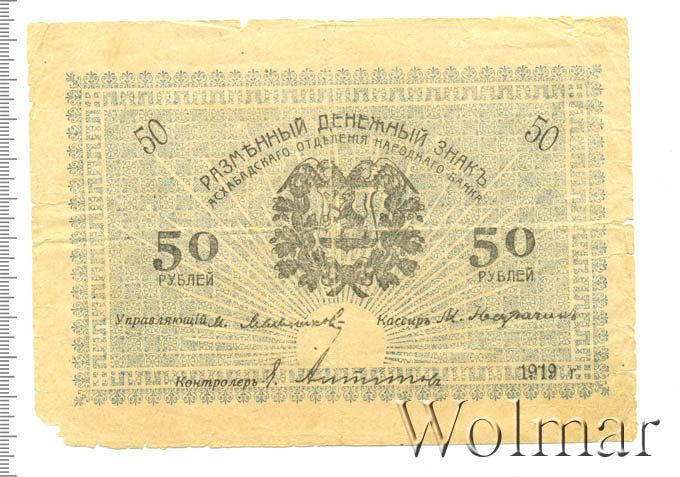 50 50
РАЗМѢННЫЙ ДЕНЕЖНЫЙ ЗНАКЪ
АСХАБАДСКАГО ОТДѢЛЕНІЯ НАРОДНАГО БАНКА
50 50
РУБЛЕЙ РУБЛЕЙ
Управляющій М. Кассиръ М.
Контролеръ
1919 г.
Wolmar